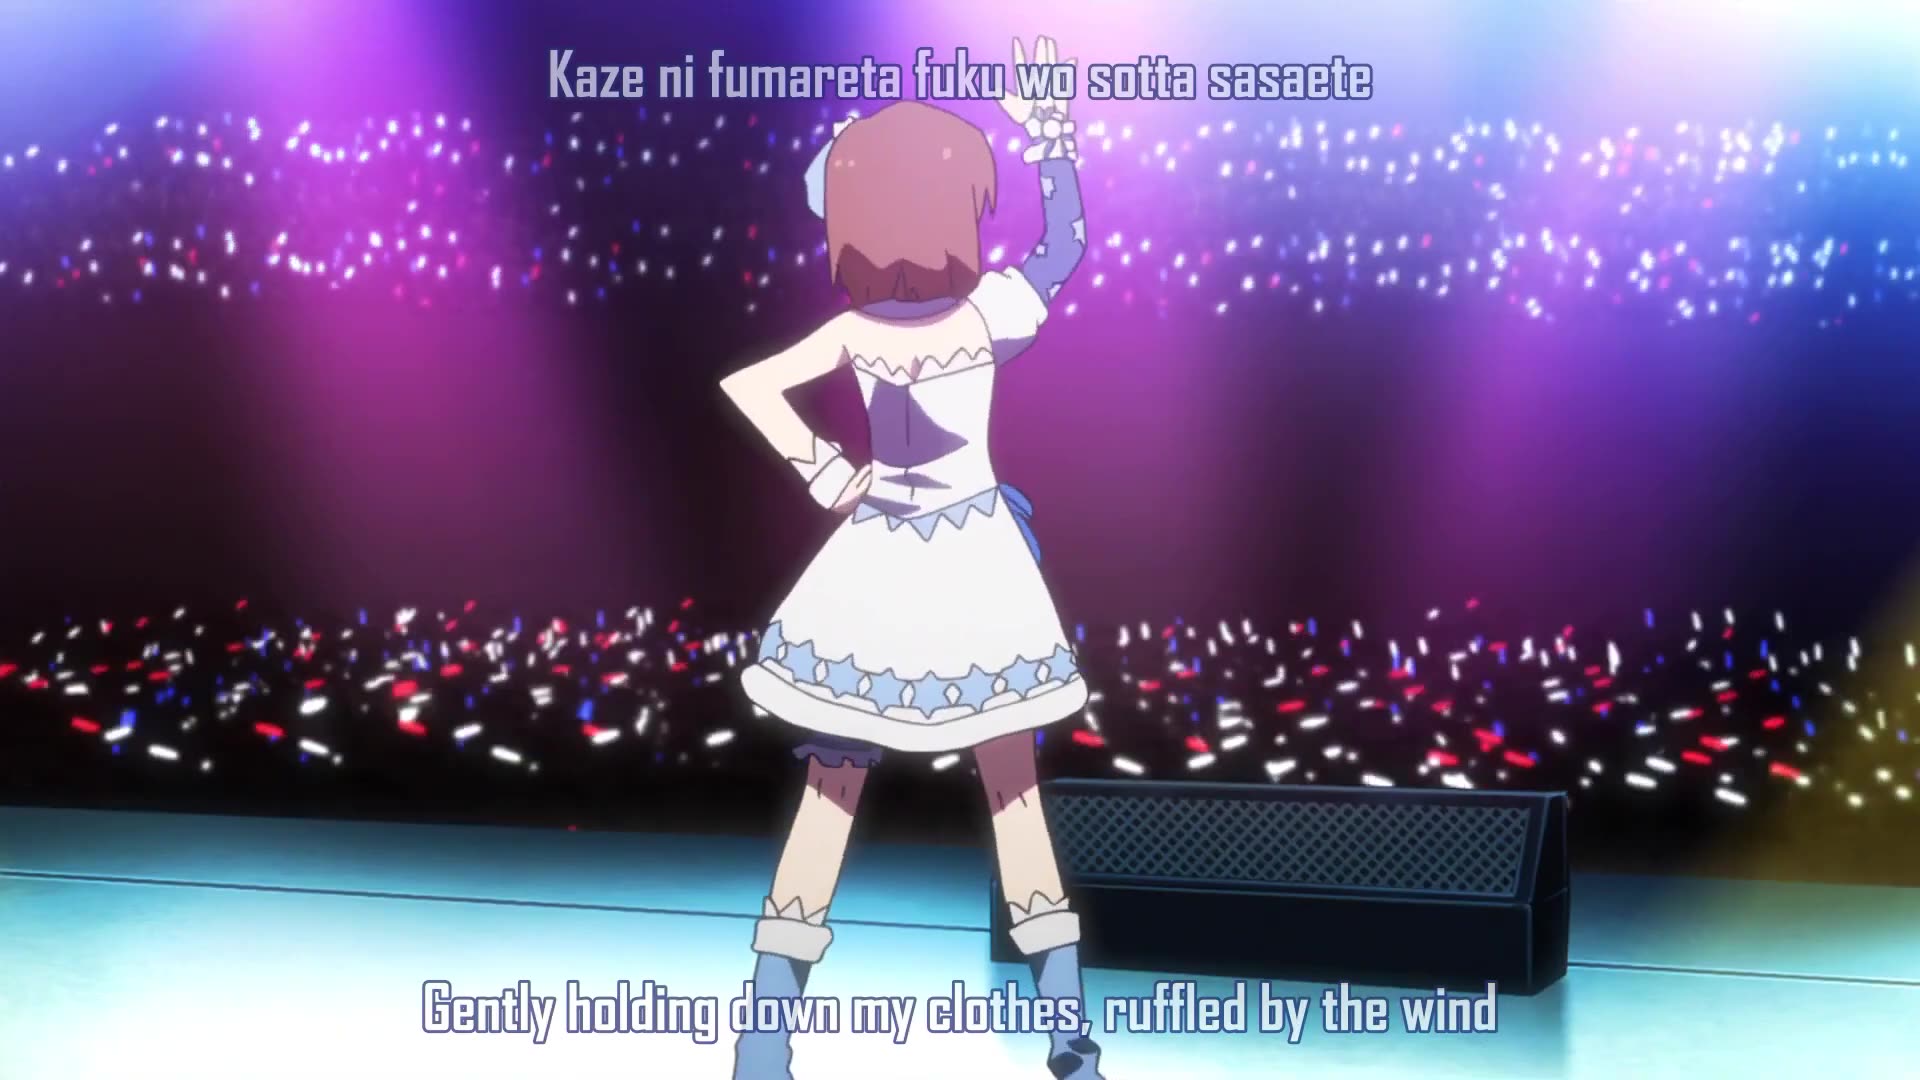 Kaze ni fumareta fuku wo sotta sasaete
Gently holding down my clothes, ruffled by the wind